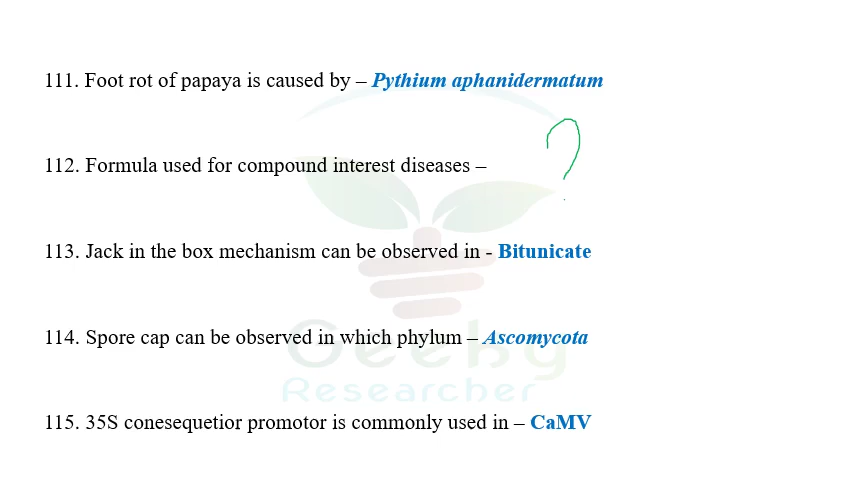 111. Foot rot of papaya is caused by – Pythium aphanidermatum
?
112. Formula used for compound interest diseases –
113. Jack in the box mechanism can be observed in - Bitunicate
114. Spore cap can be observed in which phylum – Ascomycota
Geeky
Researcher
115. 35S conesequetior promotor is commonly used in – CaMV